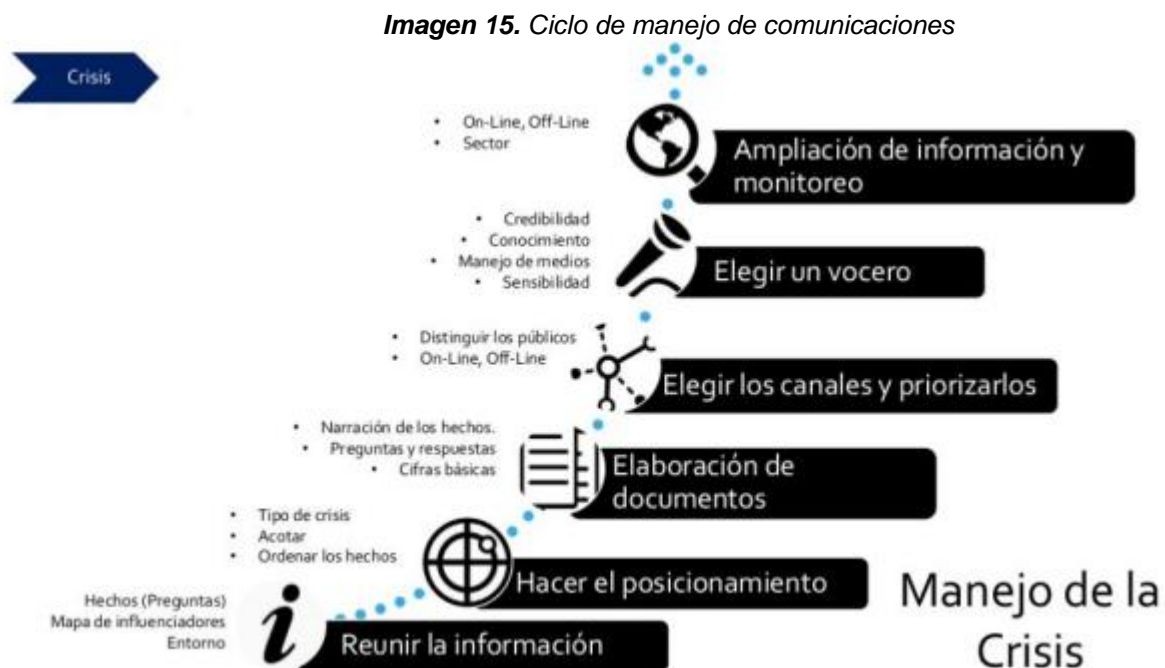 Imagen 15. Ciclo de manejo de comunicaciones
Crisis
• On-Line, Off-Line
• Sector
Ampliación de información y
monitoreo
• Credibilidad
• Conocimiento
• Manejo de medios
• Sensibilidad
Elegir un vocero
• Distinguir los públicos
• On-Line, Off-Line
Elegir los canales y priorizarlos
• Narración de los hechos.
• Preguntas y respuestas
• Cifras básicas
Elaboración de
documentos
• Tipo de crisis
• Acotar
• Ordenar los hechos
Hacer el posicionamiento
Hechos (Preguntas)
Mapa de influenciadores
Entorno
Reunir la información
Manejo de la
Crisis